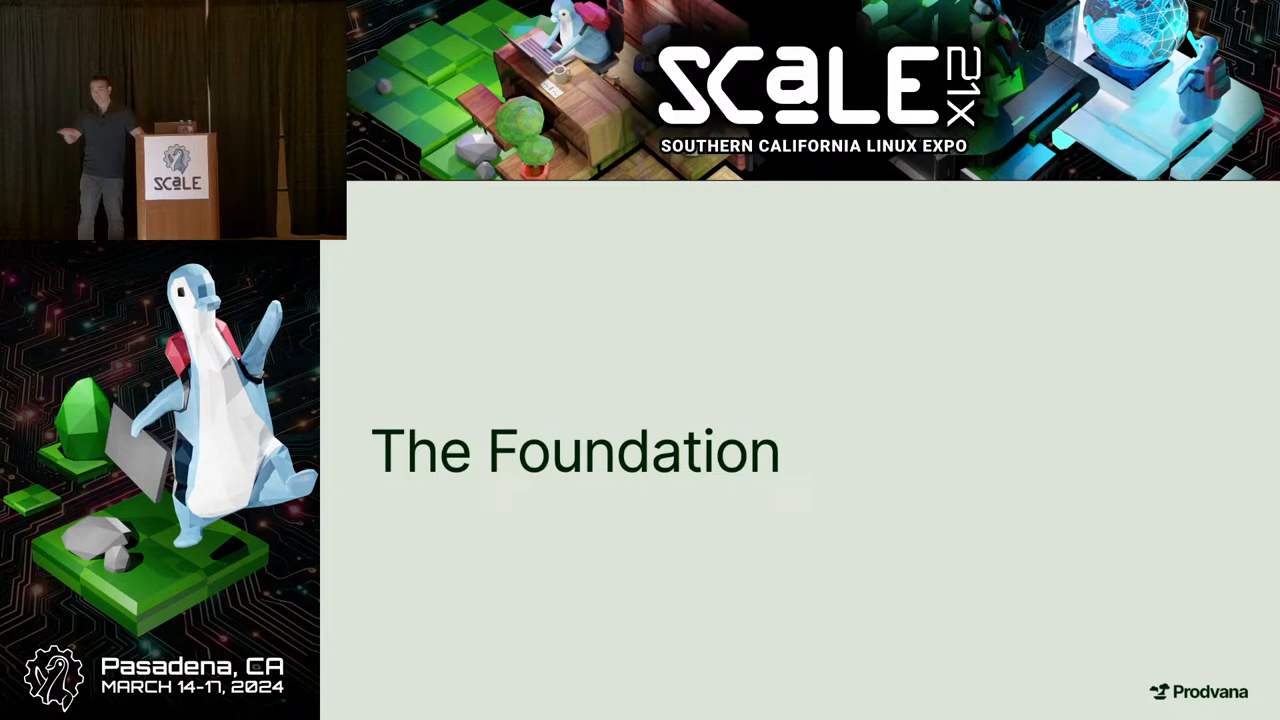 SCaLE 21x
SOUTHERN CALIFORNIA LINUX EXPO
SCaLE
The Foundation
Pasadena, CA
MARCH 14-17, 2024
Prodvana